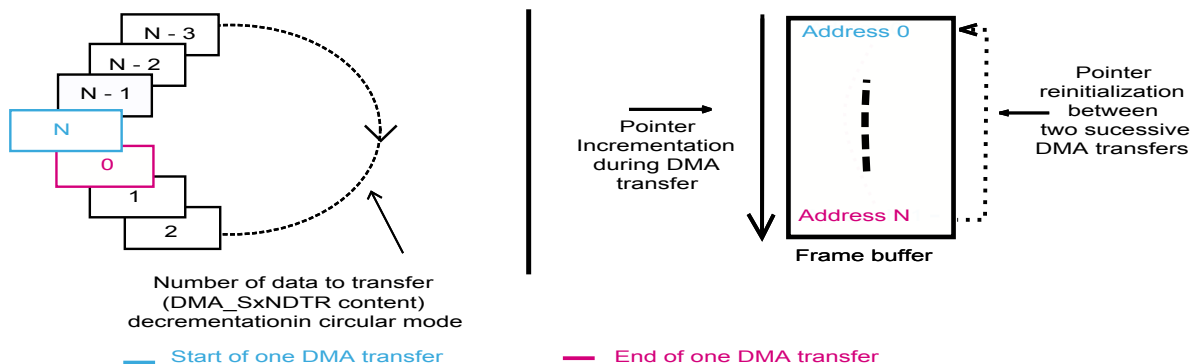 N - 3
N - 2
N - 1
N
0
1
2
Number of data to transfer
(DMA_SxNDTR content)
decrementationin circular mode
Pointer
Incrementation
during DMA
transfer
Address 0
Address N
Frame buffer
Pointer
reinitialization
between
two sucessive
DMA transfers
Start of one DMA transfer
End of one DMA transfer